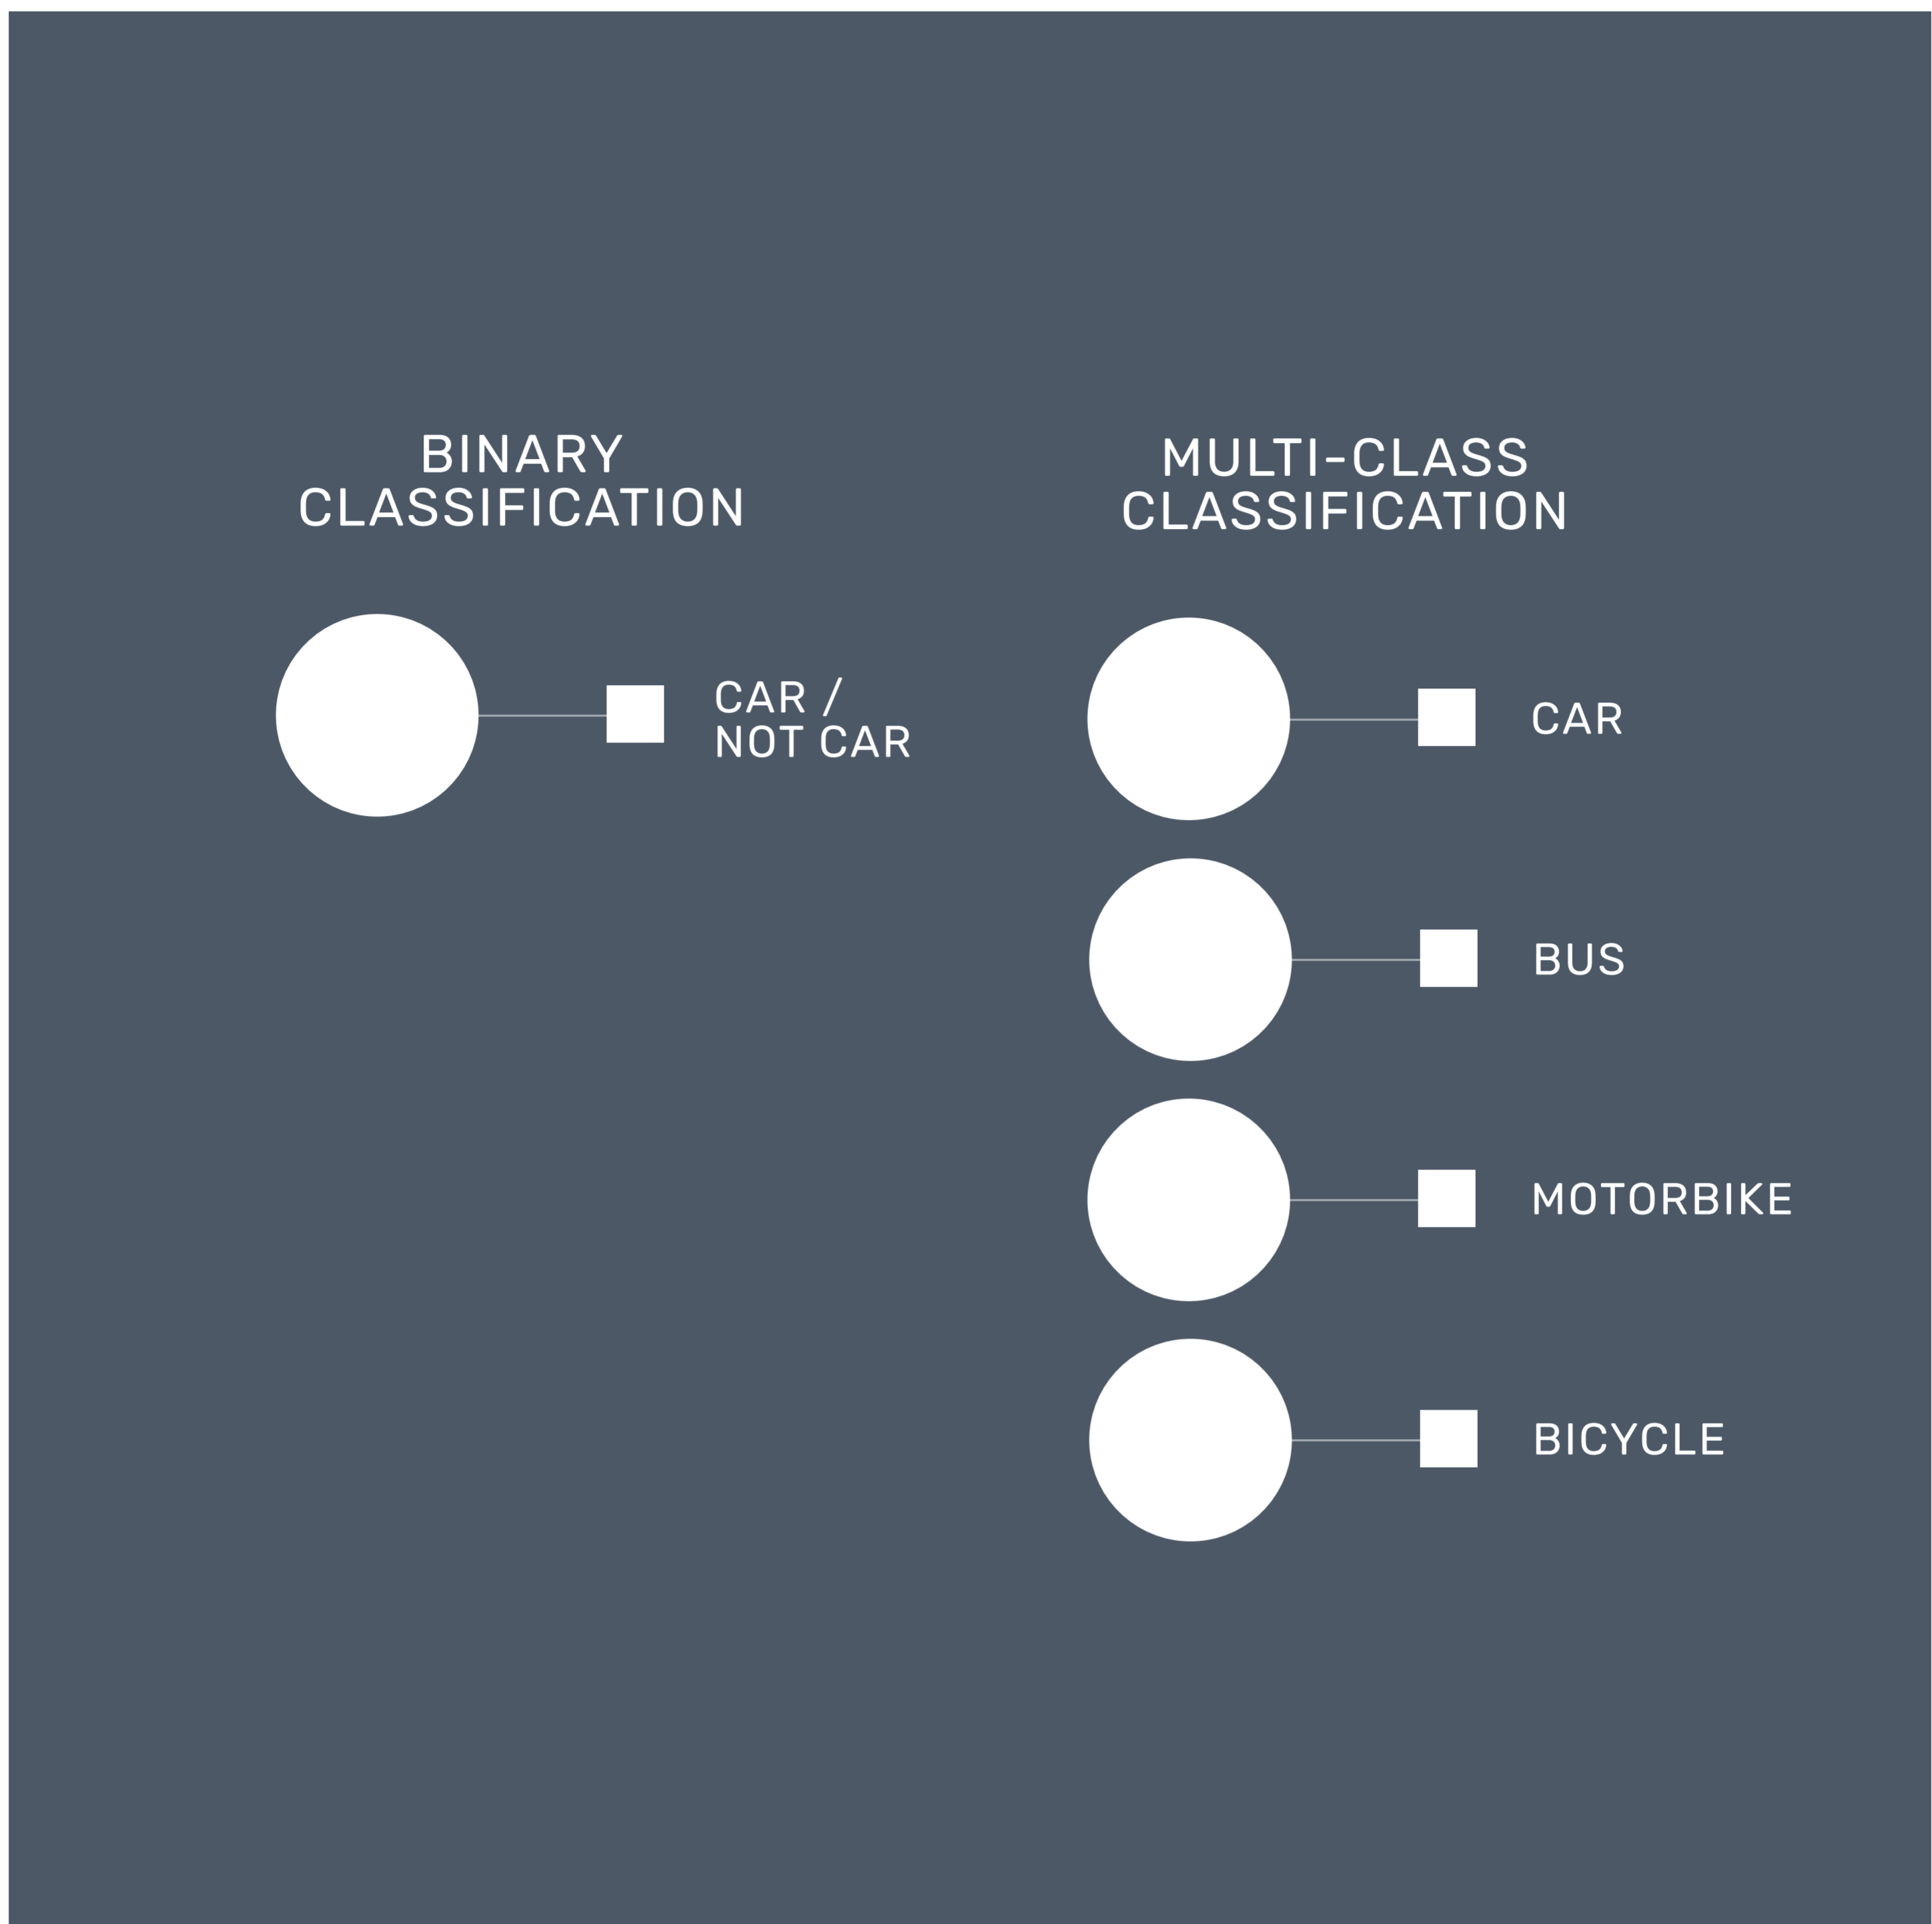 BINARY
CLASSIFICATION
CAR /
NOT CAR
MULTI-CLASS
CLASSIFICATION
CAR
BUS
MOTORBIKE
BICYCLE